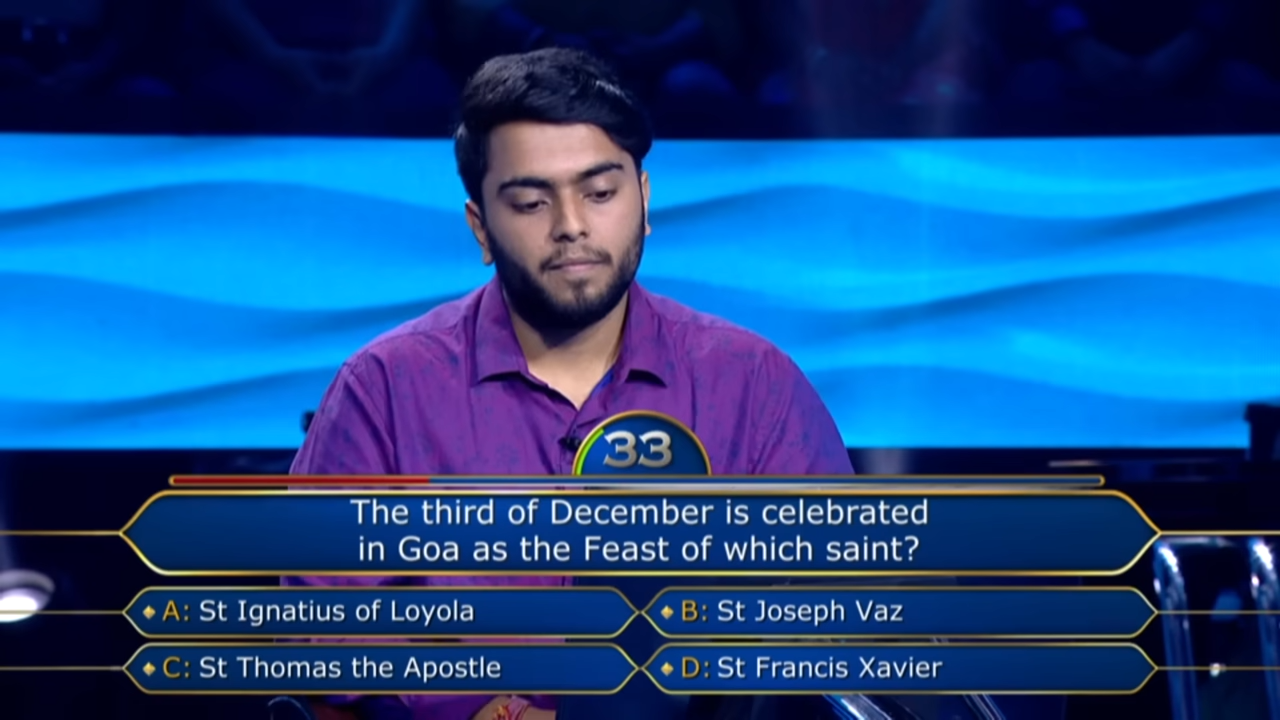 33
The third of December is celebrated
in Goa as the Feast of which saint?
A: St Ignatius of Loyola
B: St Joseph Vaz
C: St Thomas the Apostle
D: St Francis Xavier